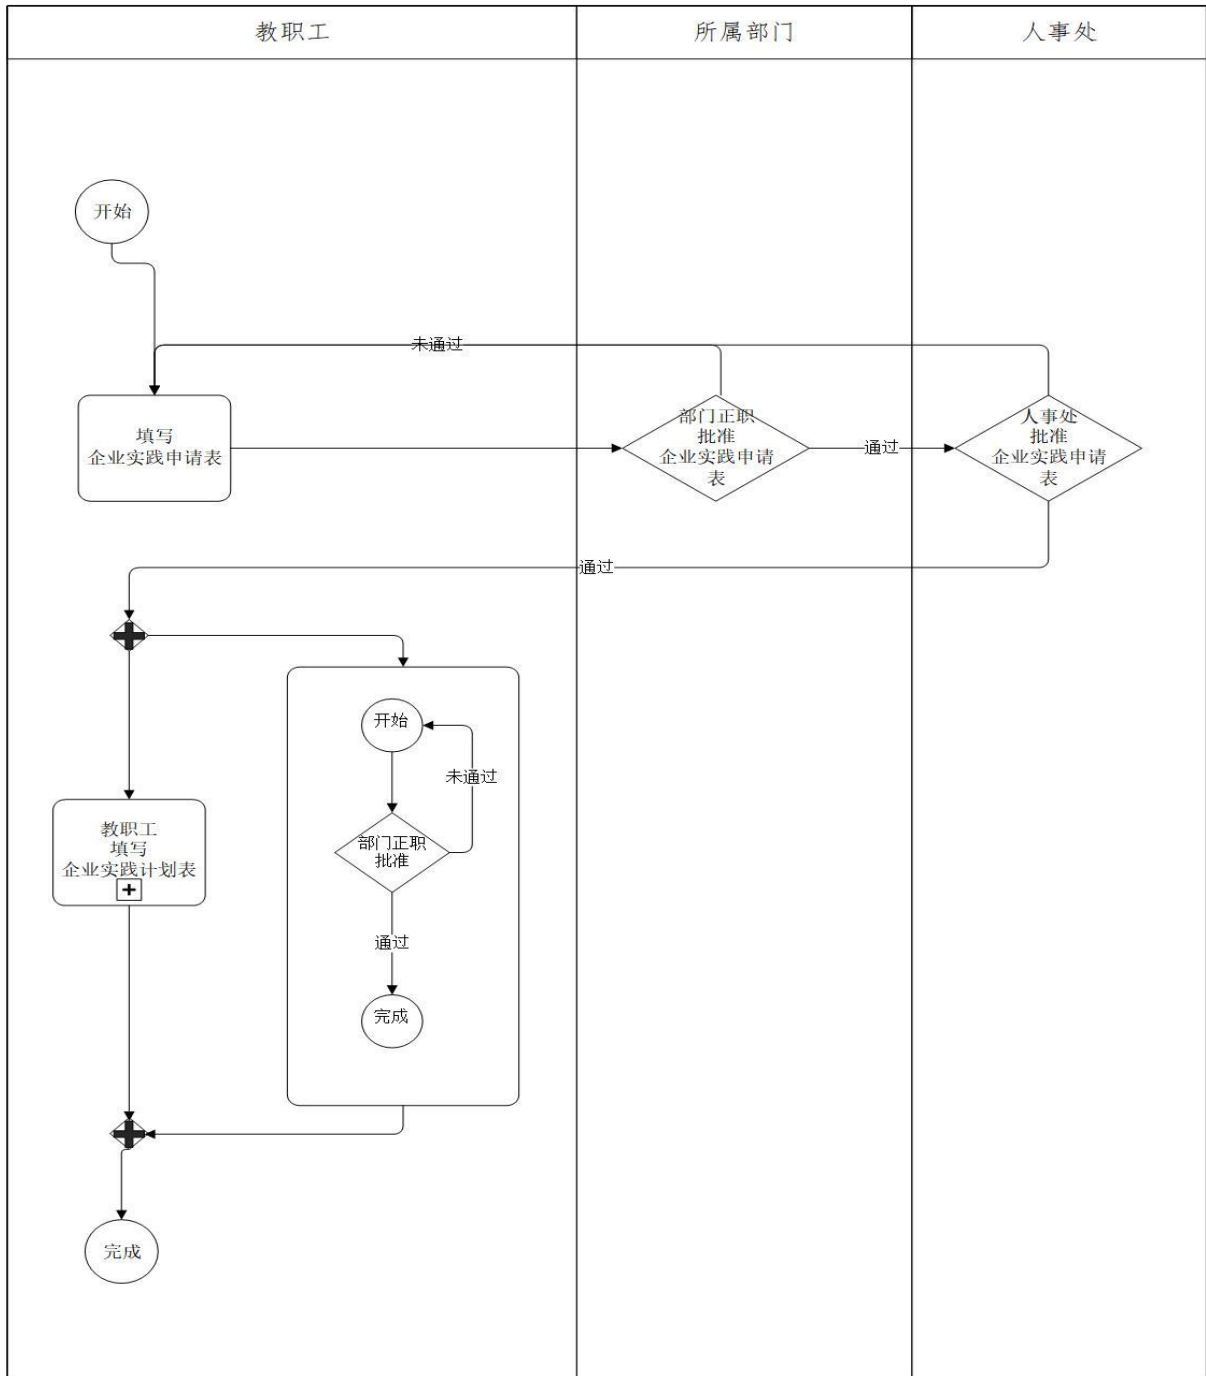 教职工
所属部门
人事处
开始
未通过
填写
企业实践申请表
部门正职
批准
企业实践申请
表
通过
人事处
批准
企业实践申请
表
通过
开始
未通过
部门正职
批准
教职工
填写
企业实践计划表
通过
完成
完成